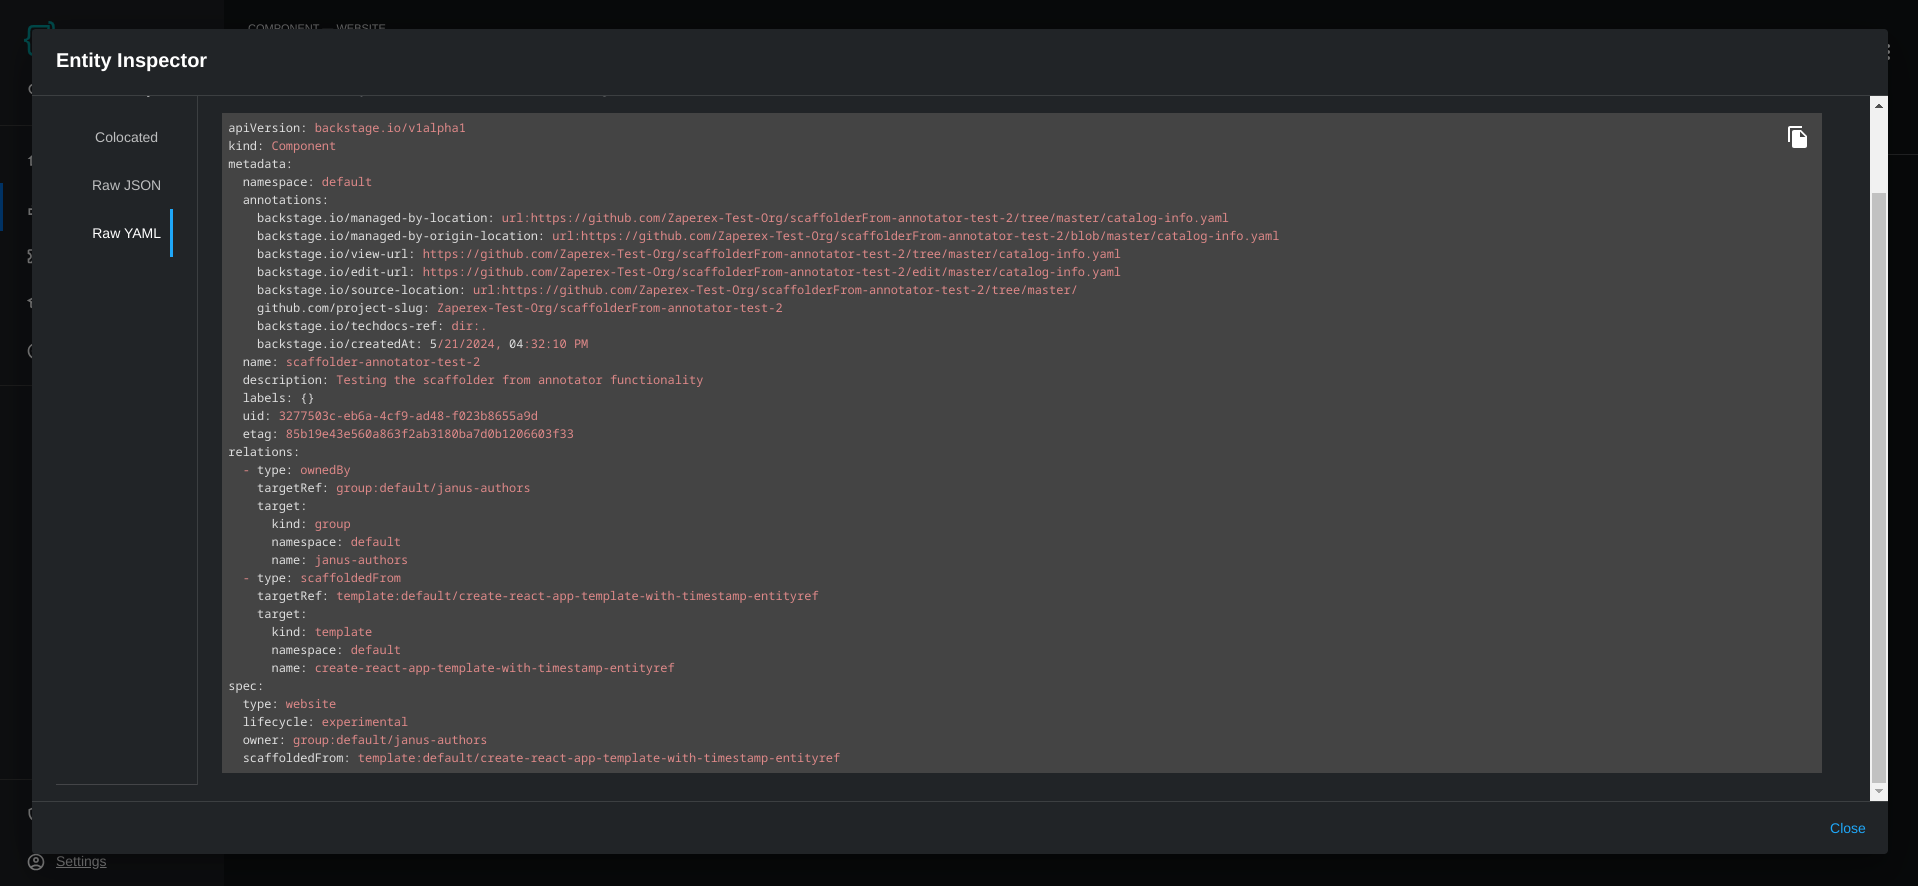 COMPONENT — WEBSITE
Entity Inspector
Colocated
Raw JSON
Raw YAML
apiVersion: backstage.io/v1alpha1
kind: Component
metadata:
  namespace: default
  annotations:
    backstage.io/managed-by-location: url:https://github.com/Zaperex-Test-Org/scaffolderFrom-annotator-test-2/tree/master/catalog-info.yaml
    backstage.io/managed-by-origin-location: url:https://github.com/Zaperex-Test-Org/scaffolderFrom-annotator-test-2/blob/master/catalog-info.yaml
    backstage.io/view-url: https://github.com/Zaperex-Test-Org/scaffolderFrom-annotator-test-2/tree/master/catalog-info.yaml
    backstage.io/edit-url: https://github.com/Zaperex-Test-Org/scaffolderFrom-annotator-test-2/edit/master/catalog-info.yaml
    backstage.io/source-location: url:https://github.com/Zaperex-Test-Org/scaffolderFrom-annotator-test-2/tree/master/
    github.com/project-slug: Zaperex-Test-Org/scaffolderFrom-annotator-test-2
    backstage.io/techdocs-ref: dir:.
    backstage.io/createdAt: 5/21/2024, 04:32:10 PM
  name: scaffolder-annotator-test-2
  description: Testing the scaffolder from annotator functionality
  labels: {}
  uid: 3277503c-eb6a-4cf9-ad48-f023b8655a9d
  etag: 85b19e43e560a863f2ab3180ba7d0b1206603f33
relations:
  - type: ownedBy
    targetRef: group:default/janus-authors
    target:
      kind: group
      namespace: default
      name: janus-authors
  - type: scaffoldedFrom
    targetRef: template:default/create-react-app-template-with-timestamp-entityref
    target:
      kind: template
      namespace: default
      name: create-react-app-template-with-timestamp-entityref
spec:
  type: website
  lifecycle: experimental
  owner: group:default/janus-authors
  scaffoldedFrom: template:default/create-react-app-template-with-timestamp-entityref
Close
Settings